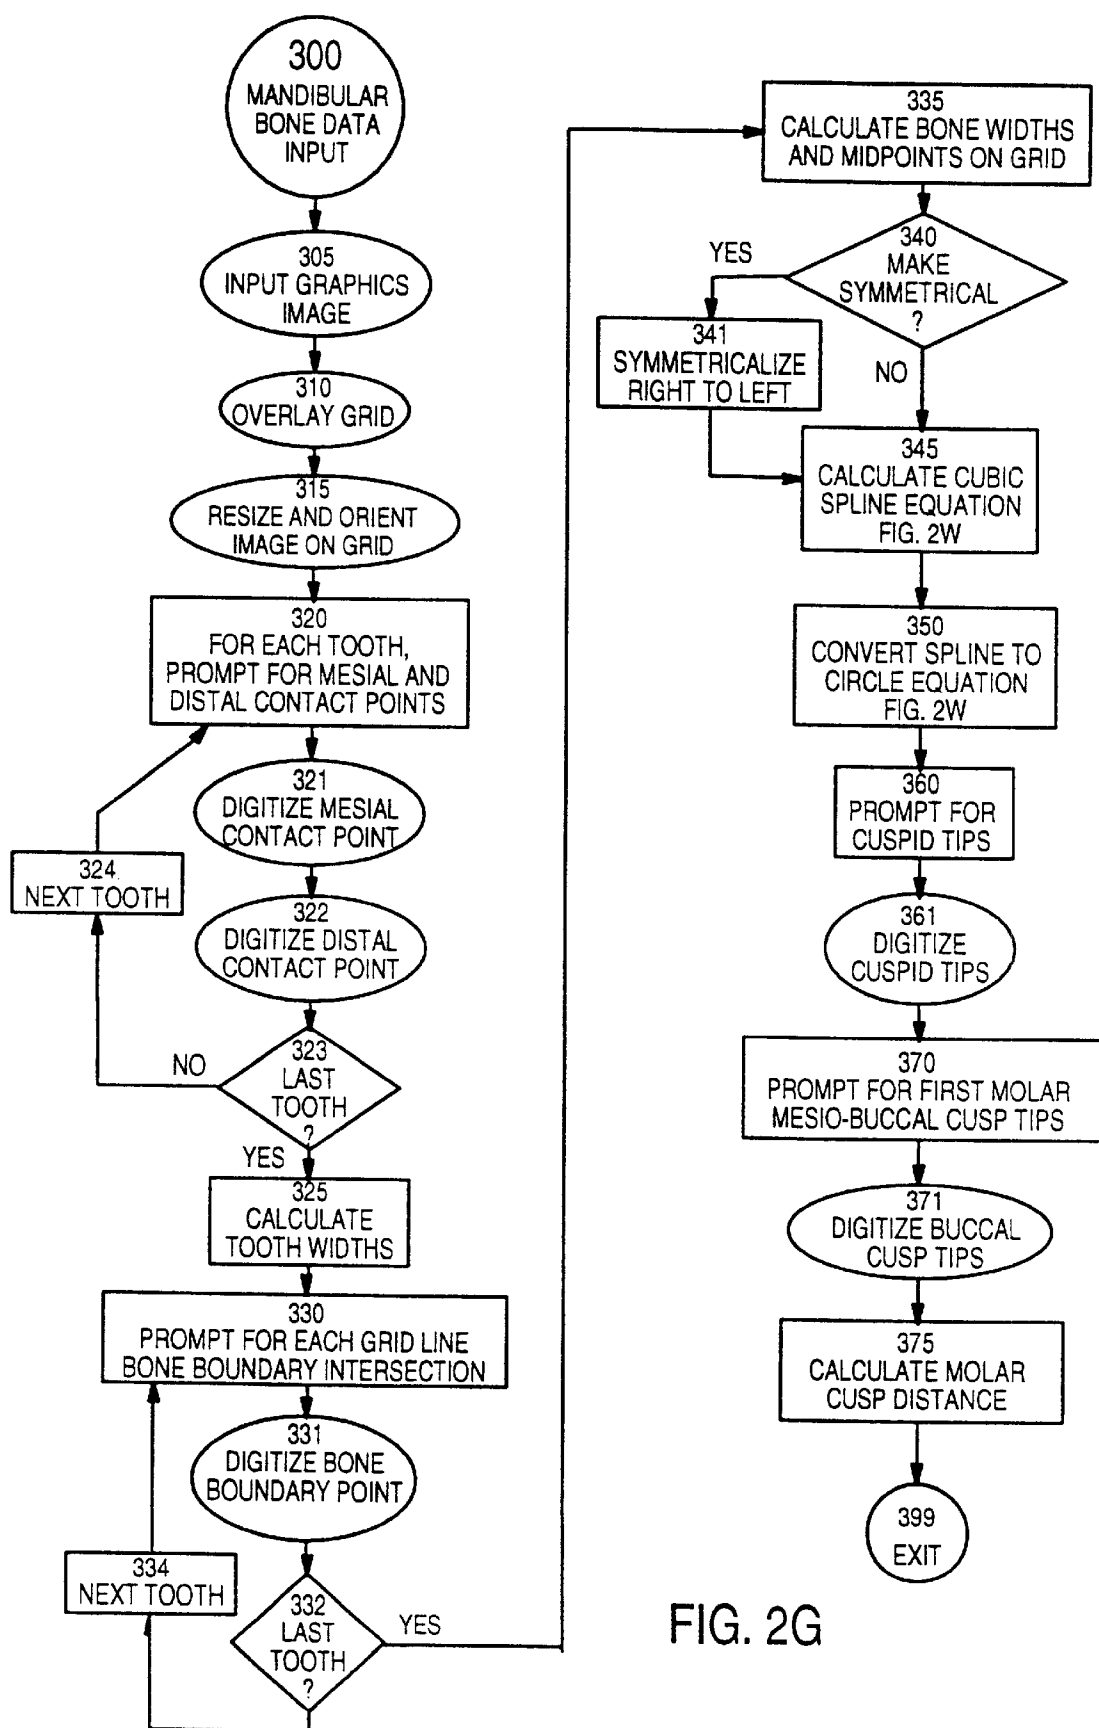 300
MANDIBULAR
BONE DATA
INPUT
305
INPUT GRAPHICS
IMAGE
310
OVERLAY GRID
315
RESIZE AND ORIENT
IMAGE ON GRID
320
FOR EACH TOOTH,
PROMPT FOR MESIAL AND
DISTAL CONTACT POINTS
321
DIGITIZE MESIAL
CONTACT POINT
324
NEXT TOOTH
322
DIGITIZE DISTAL
CONTACT POINT
323
LAST
TOOTH
?
NO
YES
325
CALCULATE
TOOTH WIDTHS
330
PROMPT FOR EACH GRID LINE
BONE BOUNDARY INTERSECTION
331
DIGITIZE BONE
BOUNDARY POINT
334
NEXT TOOTH
332
LAST
TOOTH
?
YES
335
CALCULATE BONE WIDTHS
AND MIDPOINTS ON GRID
340
MAKE
SYMMETRICAL
?
YES
341
SYMMETRICALIZE
RIGHT TO LEFT
NO
345
CALCULATE CUBIC
SPLINE EQUATION
FIG. 2W
350
CONVERT SPLINE TO
CIRCLE EQUATION
FIG. 2W
360
PROMPT FOR
CUSPID TIPS
361
DIGITIZE
CUSPID TIPS
370
PROMPT FOR FIRST MOLAR
MESIO-BUCCAL CUSP TIPS
371
DIGITIZE BUCCAL
CUSP TIPS
375
CALCULATE MOLAR
CUSP DISTANCE
399
EXIT
FIG. 2G